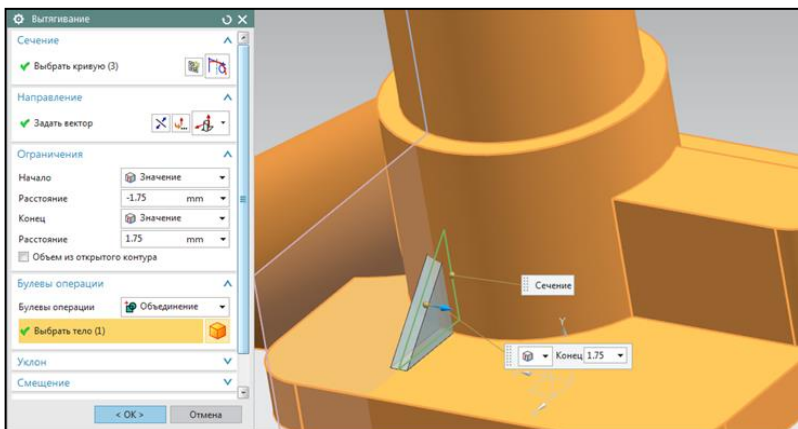 Вытягивание
Сечение
Выбрать кривую (3)
Направление
Задать вектор
Ограничения
Начало Значение
Расстояние -1.75 mm
Конец Значение
Расстояние 1.75 mm
Объем из открытого контура
Булевы операции
Булевы операции Объединение
Выбрать тело (1)
Уклон
Смещение
< OK > Отмена
Сечение
Y
Конец 1.75